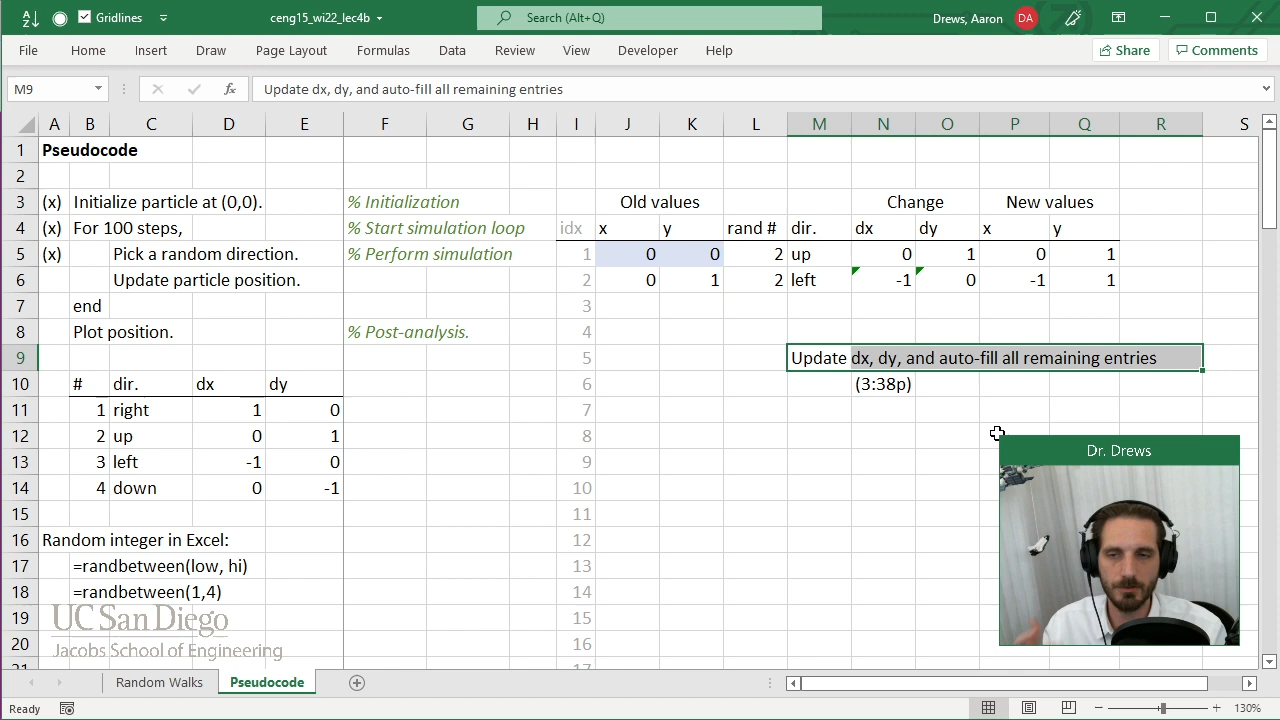 Gridlines
ceng15_wi22_lec4b
Search (Alt+Q)
Drews, Aaron
DA
File Home Insert Draw Page Layout Formulas Data Review View Developer Help
Share
Comments
M9
fx
Update dx, dy, and auto-fill all remaining entries
A B C D E F G H I J K L M N O P Q R S
1 Pseudocode
2
3 (x) Initialize particle at (0,0). % Initialization Old values Change New values
4 (x) For 100 steps, % Start simulation loop idx x y rand # dir. dx dy x y
5 (x) Pick a random direction. % Perform simulation 1 0 0 2 up 0 1 0 1
6 Update particle position. 2 0 1 2 left -1 0 -1 1
7 end 3
8 Plot position. % Post-analysis. 4
9 5 Update dx, dy, and auto-fill all remaining entries
10 # dir. dx dy 6 (3:38p)
11 1 right 1 0 7
12 2 up 0 1 8
13 3 left -1 0 9
14 4 down 0 -1 10
15 11
16 Random integer in Excel: 12
17 =randbetween(low, hi) 13
18 =randbetween(1,4) 14
19 15
20 16
21 17
Dr. Drews
UC San Diego
Jacobs School of Engineering
Random Walks
Pseudocode
Ready
130%